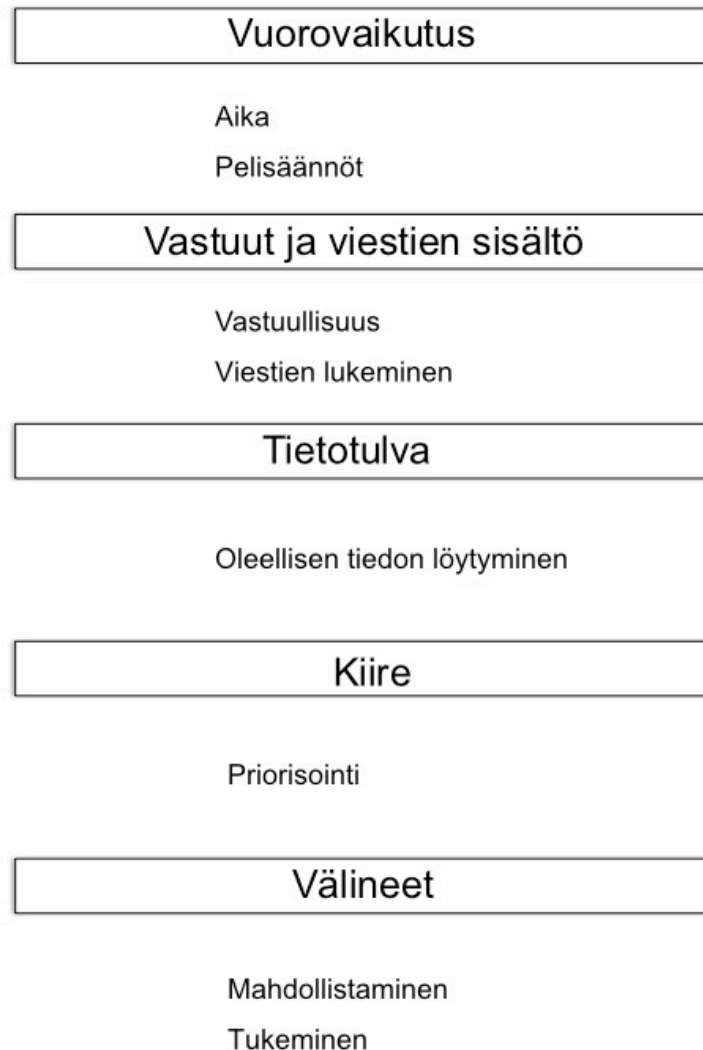 Vuorovaikutus
Aika
Pelisäännöt
Vastuut ja viestien sisältö
Vastuullisuus
Viestien lukeminen
Tietotulva
Oleellisen tiedon löytyminen
Kiire
Priorisointi
Välineet
Mahdollistaminen
Tukeminen